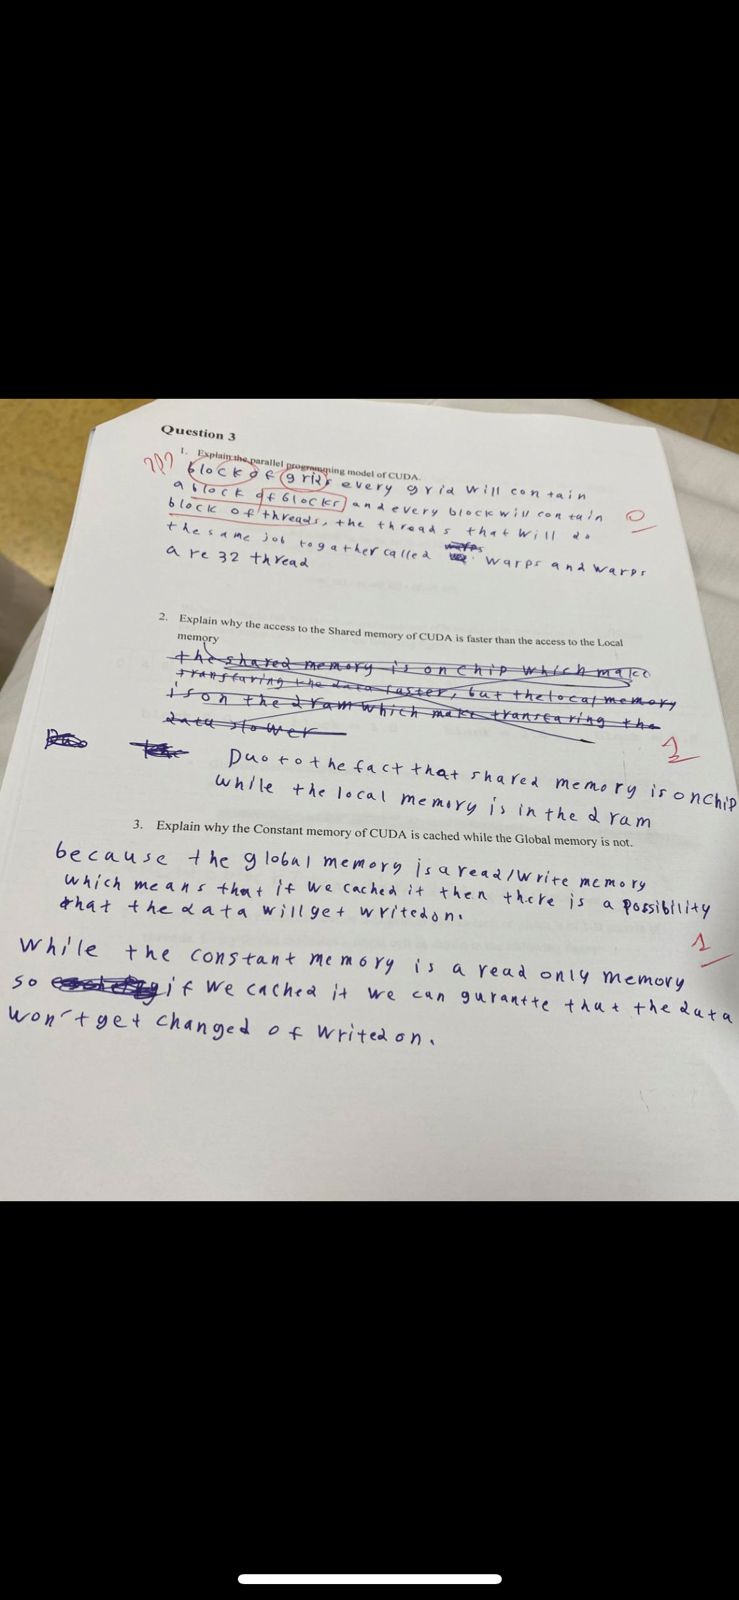 Question 3
1. Explain the parallel programming model of CUDA.
??? block of grids every grid will contain
a block of blocks and every block will contain
block of threads, the threads that will do
0
the same job togather called warps warps and warps
are 32 thread
2. Explain why the access to the Shared memory of CUDA is faster than the access to the Local
memory
the shared memory is on chip which make
transfaring the data faster, but the local memory
is on the dram which make transfaring the
data slower
1
Duo to the fact that shared memory is on chip
while the local memory is in the dram
3. Explain why the Constant memory of CUDA is cached while the Global memory is not.
because the global memory is a read/write memory
which means that if we cached it then there is a possibility
that the data will get writed on.
1
while the constant memory is a read only memory
so if we cached it we can gurantte that the data
won't get changed of writed on.